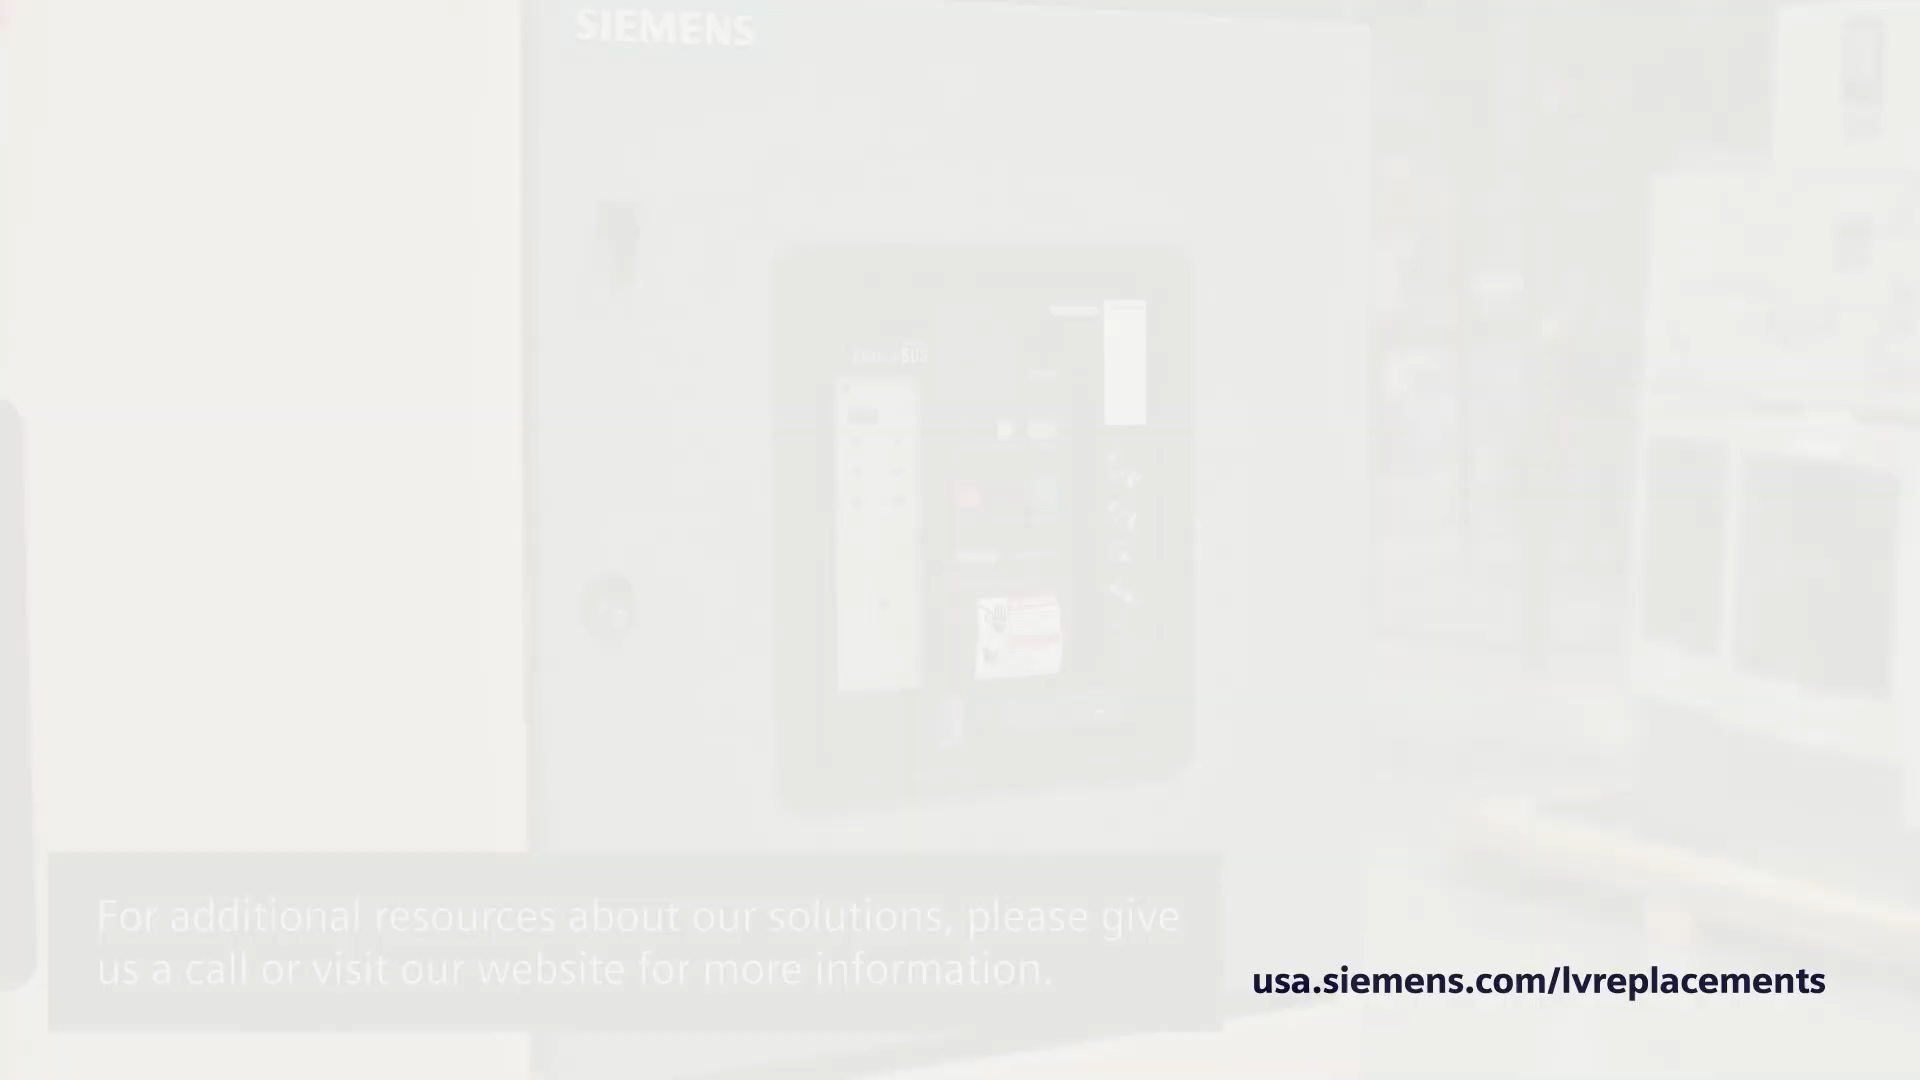 SIEMENS
For additional resources about our solutions, please give
us a call or visit our website for more information.
usa.siemens.com/lvreplacements